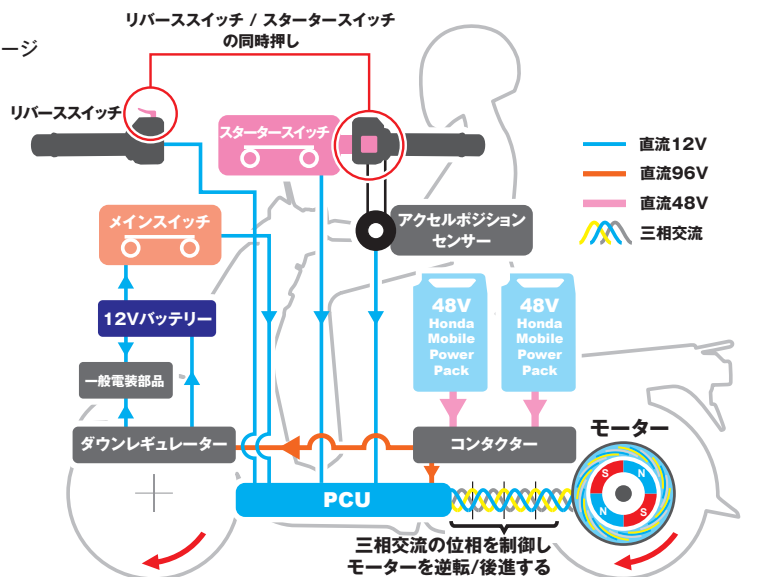 リバーススイッチ / スタータースイッチ
の同時押し
ージ
リバーススイッチ
スタータースイッチ
直流12V
直流96V
直流48V
三相交流
メインスイッチ
アクセルポジション
センサー
12Vバッテリー
48V
Honda
Mobile
Power
Pack
48V
Honda
Mobile
Power
Pack
一般電装部品
ダウンレギュレーター
コンタクター
モーター
S
N
N
S
PCU
三相交流の位相を制御し
モーターを逆転/後進する